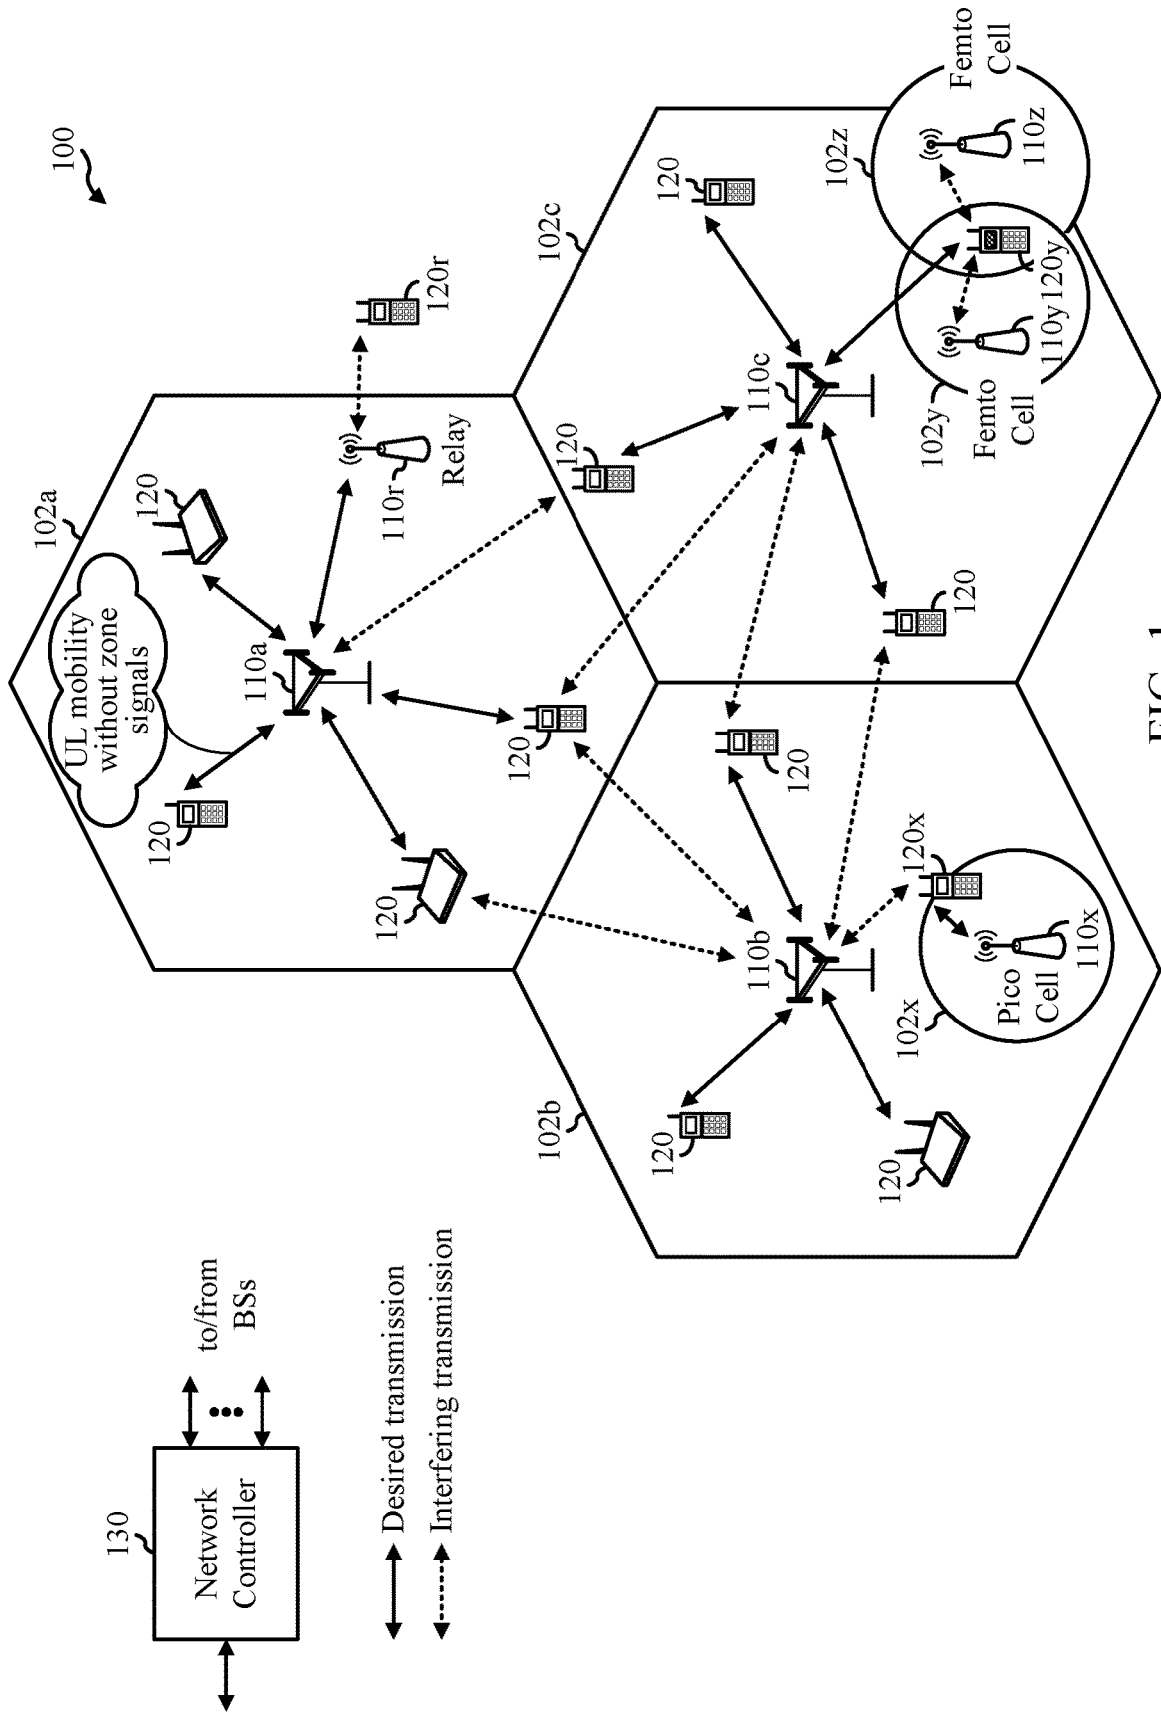 100
102a
UL mobility
without zone
signals
120
120
110a
120
110r
Relay
120r
120
120
120
102c
120
110c
120
120
102z
Femto
Cell
110z
102y
Femto
Cell
110y
120y
102b
120
110b
120
120x
102x
Pico
Cell
110x
120
130
Network
Controller
to/from
BSs
Desired transmission
Interfering transmission